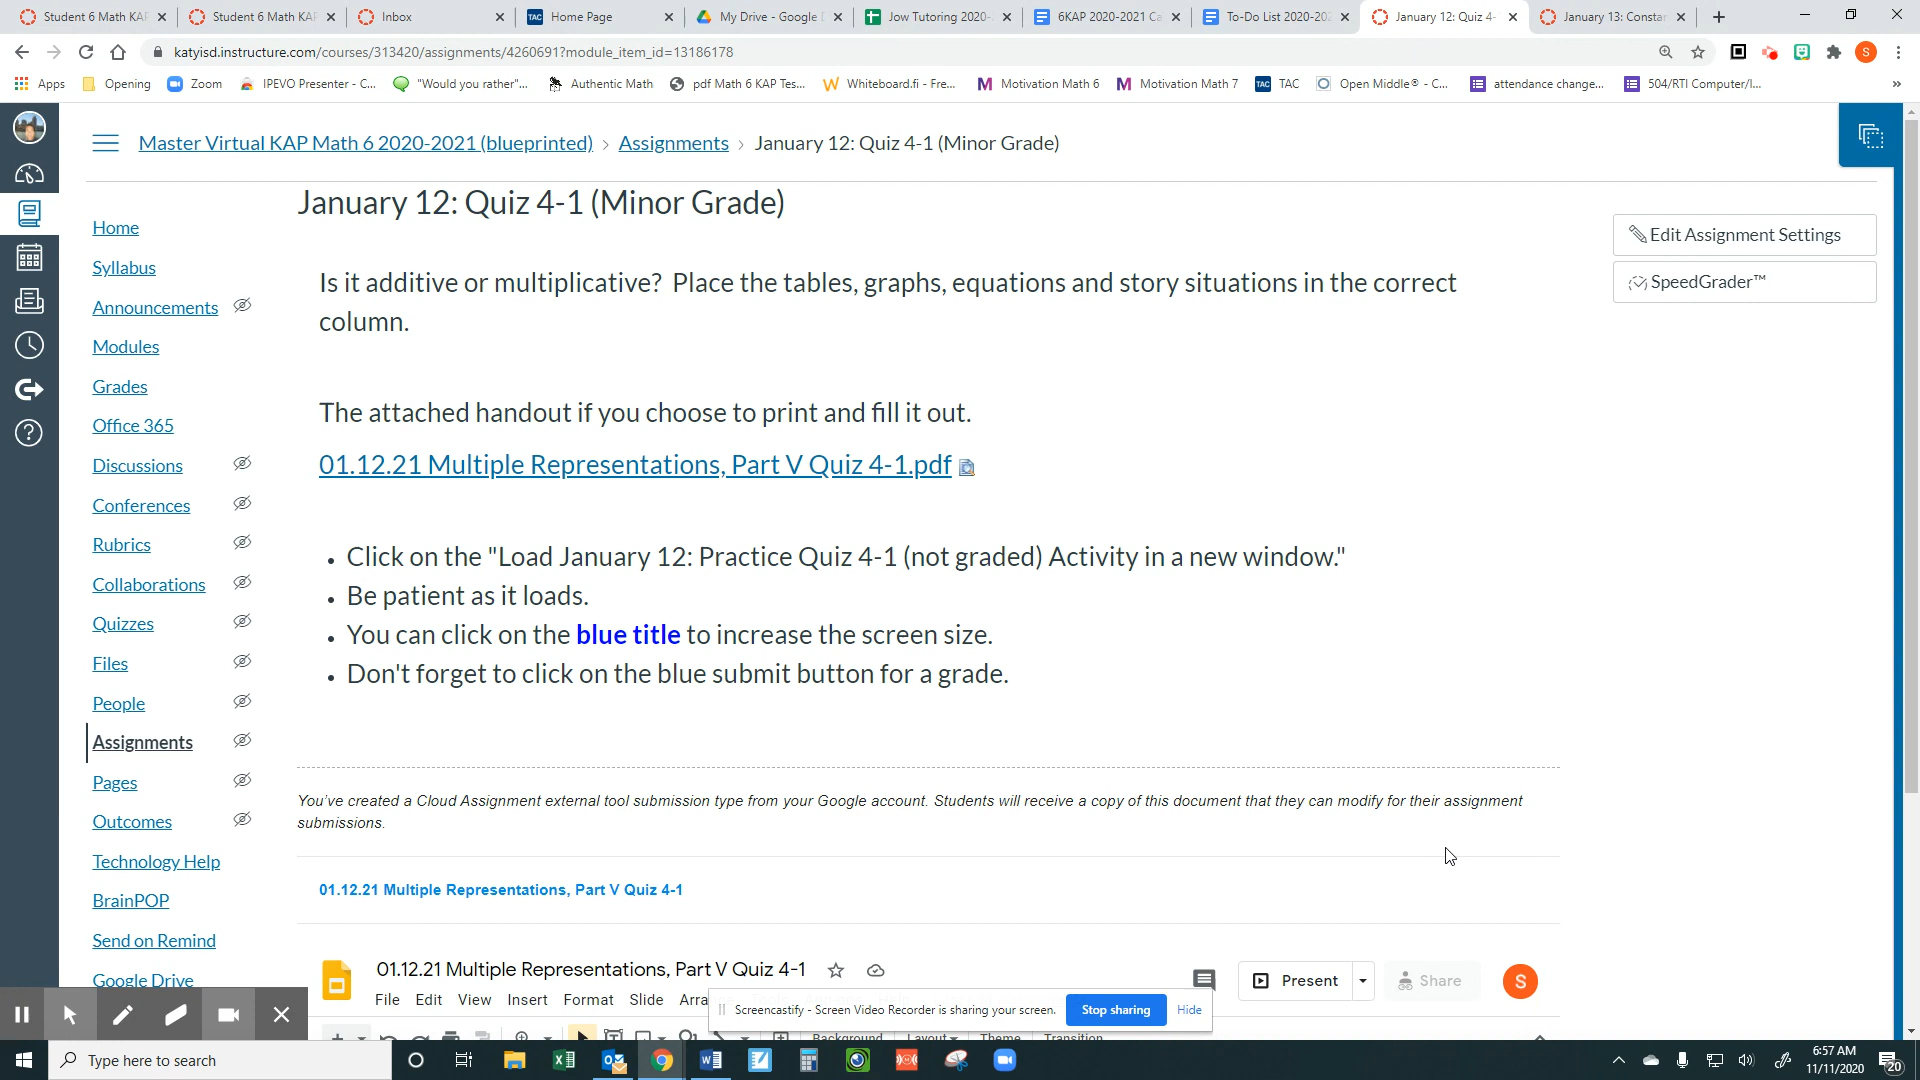 Student 6 Math KAP
Student 6 Math KAP
Inbox
TAC Home Page
My Drive - Google D
Jow Tutoring 2020-
6KAP 2020-2021 Ca
To-Do List 2020-202
January 12: Quiz 4-
January 13: Constan
katyisd.instructure.com/courses/313420/assignments/4260691?module_item_id=13186178
S
Apps
Opening
Zoom
IPEVO Presenter - C...
"Would you rather"...
Authentic Math
pdf Math 6 KAP Tes...
Whiteboard.fi - Fre...
Motivation Math 6
Motivation Math 7
TAC TAC
Open Middle® - C...
attendance change...
504/RTI Computer/I...
Master Virtual KAP Math 6 2020-2021 (blueprinted) › Assignments › January 12: Quiz 4-1 (Minor Grade)
January 12: Quiz 4-1 (Minor Grade)
Edit Assignment Settings
SpeedGrader™
Home
Syllabus
Announcements
Modules
Grades
Office 365
Discussions
Conferences
Rubrics
Collaborations
Quizzes
Files
People
Assignments
Pages
Outcomes
Technology Help
BrainPOP
Send on Remind
Google Drive
Is it additive or multiplicative? Place the tables, graphs, equations and story situations in the correct
column.
The attached handout if you choose to print and fill it out.
01.12.21 Multiple Representations, Part V Quiz 4-1.pdf
• Click on the "Load January 12: Practice Quiz 4-1 (not graded) Activity in a new window."
• Be patient as it loads.
• You can click on the blue title to increase the screen size.
• Don't forget to click on the blue submit button for a grade.
You've created a Cloud Assignment external tool submission type from your Google account. Students will receive a copy of this document that they can modify for their assignment
submissions.
01.12.21 Multiple Representations, Part V Quiz 4-1
01.12.21 Multiple Representations, Part V Quiz 4-1
File Edit View Insert Format Slide Arra
Present
Share
S
Screencastify - Screen Video Recorder is sharing your screen.
Stop sharing
Hide
Background Layout Theme Transition
Type here to search
6:57 AM
11/11/2020
20